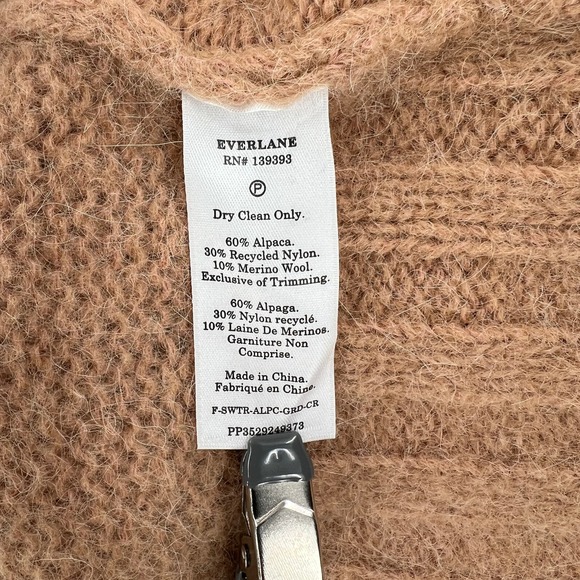 EVERLANE
RN# 139393
P
Dry Clean Only.
60% Alpaca.
30% Recycled Nylon.
10% Merino Wool.
Exclusive of Trimming.
60% Alpaga.
30% Nylon recyclé.
10% Laine De Merinos.
Garniture Non
Comprise.
Made in China.
Fabriqué en Chine.
F-SWTR-ALPC-GRD-CR
PP3529249373